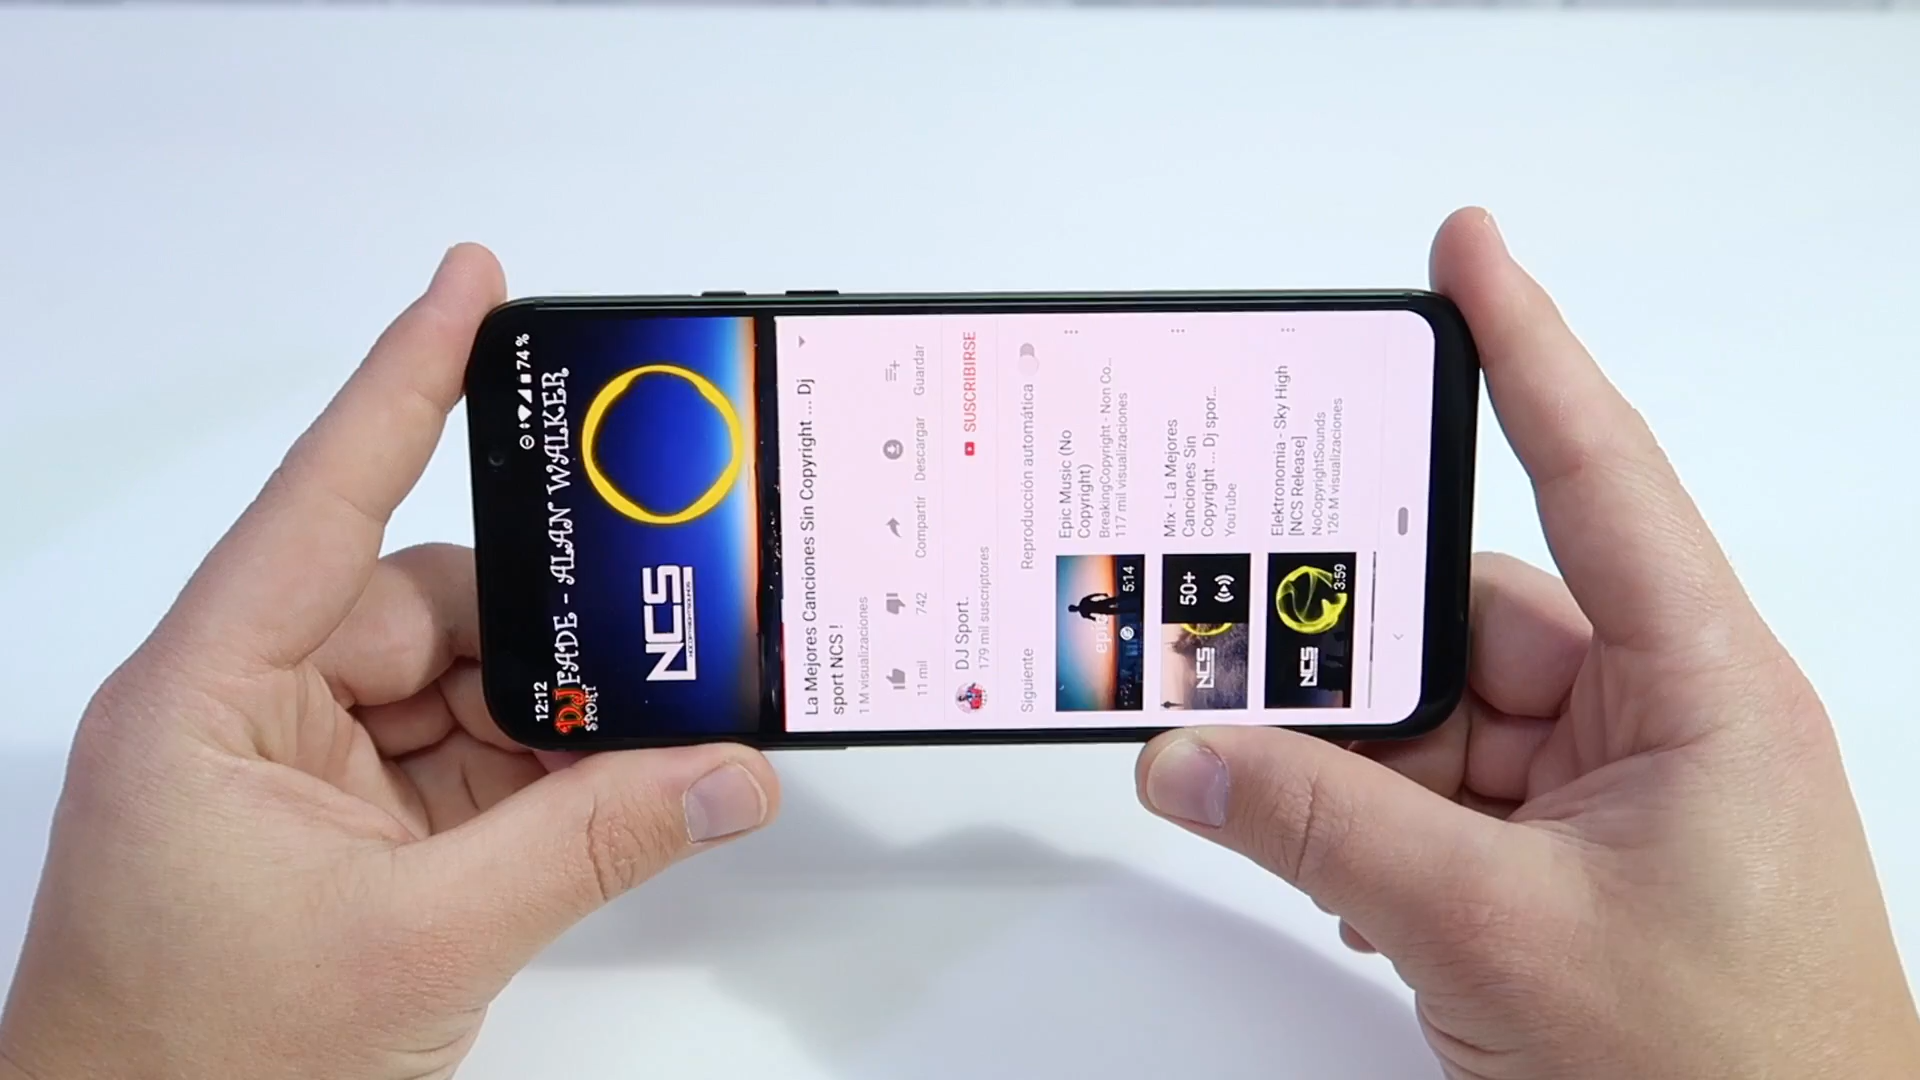 12:12
74 %
DJ
SPORT
FADE - ALAN WALKER
NCS
NOCOPYRIGHTSOUNDS
La Mejores Canciones Sin Copyright ... Dj
sport NCS !
1 M visualizaciones
11 mil
742
Compartir
Descargar
Guardar
DJ Sport.
179 mil suscriptores
SUSCRIBIRSE
Siguiente
Reproducción automática
5:14
Epic Music (No
Copyright)
BreakingCopyright - Non Co...
117 mil visualizaciones
NCS
50+
Mix - La Mejores
Canciones Sin
Copyright ... Dj spor...
YouTube
NCS
3:59
Elektronomia - Sky High
[NCS Release]
NoCopyrightSounds
126 M visualizaciones